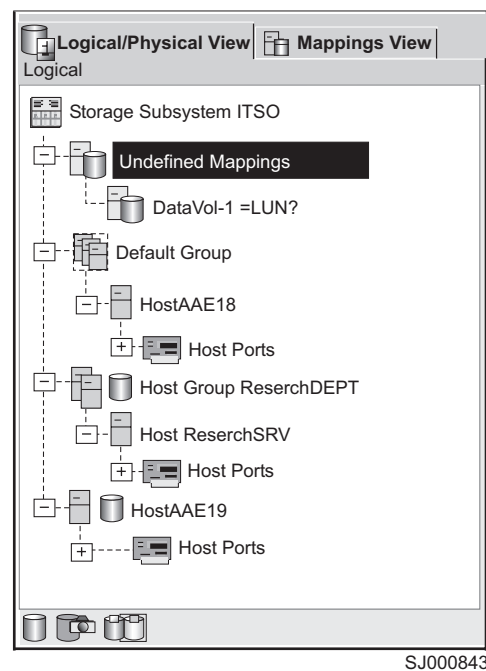 Logical/Physical View Mappings View
Logical
Storage Subsystem ITSO
Undefined Mappings
DataVol-1 =LUN?
Default Group
HostAAE18
Host Ports
Host Group ReserchDEPT
Host ReserchSRV
Host Ports
HostAAE19
Host Ports
SJ000843